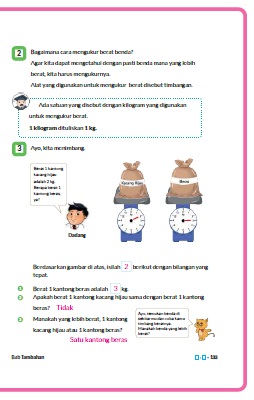 2 Bagaimana cara mengukur berat benda?
Agar kita dapat mengetahui dengan pasti benda mana yang lebih
berat, kita harus mengukurnya.
Alat yang digunakan untuk mengukur berat disebut timbangan.
Ada satuan yang disebut dengan kilogram yang digunakan
untuk mengukur berat.
1 kilogram dituliskan 1 kg.
3 Ayo, kita menimbang.
Berat 1 kantong
kacang hijau
adalah 2 kg.
Berapa berat 1
kantong beras,
ya?
Dadang
Kacang Hijau
Beras
Berdasarkan gambar di atas, isilah 2 berikut dengan bilangan yang
tepat.
Berat 1 kantong beras adalah 3 kg.
Apakah berat 1 kantong kacang hijau sama dengan berat 1 kantong
beras? Tidak
Manakah yang lebih berat, 1 kantong
kacang hijau atau 1 kantong beras?
Satu kantong beras
Ayo, temukan benda di
sekitar mu dan coba kamu
timbang beratnya.
Manakah benda yang lebih
berat?
Bab Tambahan